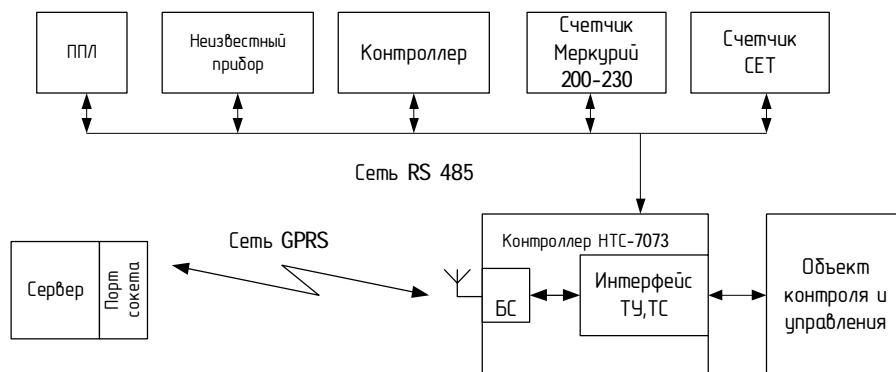 ППЛ
Неизвестный
прибор
Контроллер
Счетчик
Меркурий
200-230
Счетчик
СЕТ
Сеть RS 485
Сеть GPRS
Сервер
Порт
сокета
Контроллер НТС-7073
БС
Интерфейс
ТУ,ТС
Объект
контроля и
управления